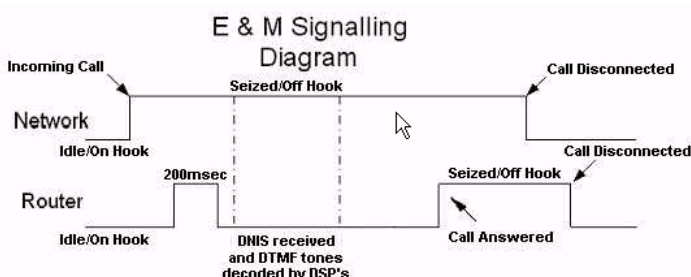 E & M Signalling
Diagram
Incoming Call
Seized/Off Hook
Call Disconnected
Network
Idle/On Hook
Call Disconnected
200msec
Seized/Off Hook
Router
Idle/On Hook
DNIS received
and DTMF tones
decoded by DSP's
Call Answered